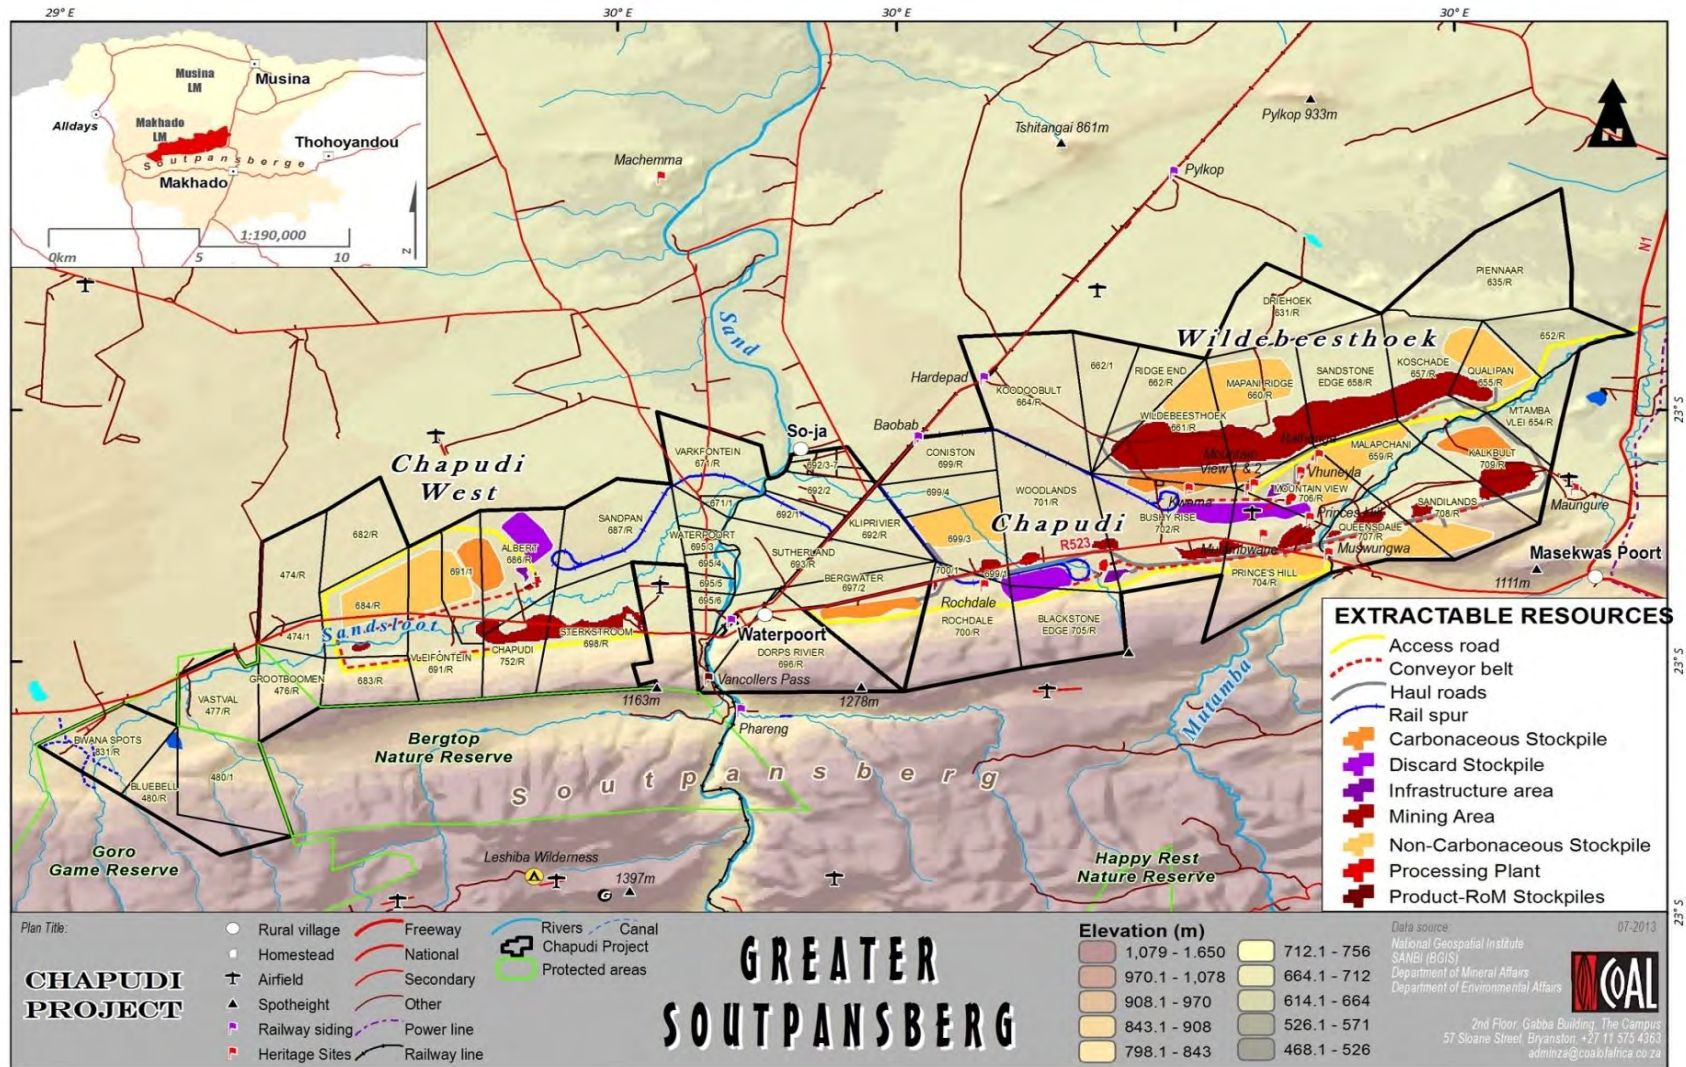 29° E
30° E
30° E
30° E
Musina
LM
Musina
Alldays
Makhado
LM
Thohoyandou
Soutpansberge
Makhado
1:190,000
0km
5
10
z
Machemma
Tshitangai 861m
Pylkop 933m
N
Pylkop
N1
Sand
PIENNAAR
635/R
DRIEHOEK
631/R
Wildebeesthoek
652/R
662/1
RIDGE END
662/R
MAPANI RIDGE
660/R
SANDSTONE
EDGE 658/R
KOSCHADE
657/R
QUALIPAN
655/R
Hardepad
KOODOOBULT
664/R
MTAMBA
VLEI 654/R
WILDEBEESTHOEK
661/R
23° S
Baobab
So-ja
Chapudi
West
VARKFONTEIN
671/R
692/3-7
CONISTON
699/R
MALAPCHANI
659/R
KALKBULT
709/R
Mountain
View 1 & 2
Vhuneyla
692/2
671/1
699/4
WOODLANDS
701/R
MOUNTAIN VIEW
706/R
Kwama
Maungure
SANDILANDS
708/R
SANDPAN
687/R
692/1
KLIPRIVIER
692/R
Chapudi
BUSHY RISE
702/R
Princes Hill
QUEENSDALE
707/R
682/R
WATERPOORT
695/3
699/3
R523
Muswungwa
Masekwas Poort
ALBERT
686/R
695/4
SUTHERLAND
693/R
474/R
691/1
695/5
BERGWATER
697/2
700/1
699/1
PRINCE'S HILL
704/R
1111m
684/R
695/6
Rochdale
474/1
Sandsloot
STERKSTROOM
698/R
Waterpoort
ROCHDALE
700/R
BLACKSTONE
EDGE 705/R
VLEIFONTEIN
691/R
CHAPUDI
752/R
DORPS RIVIER
696/R
683/R
GROOTBOOMEN
476/R
Vancollers Pass
23° S
VASTVAL
477/R
1163m
1278m
Mutamba
Phareng
BWANA SPOTS
831/R
Bergtop
Nature Reserve
480/1
BLUEBELL
480/R
Soutpansberg
Goro
Game Reserve
Leshiba Wilderness
G
1397m
Happy Rest
Nature Reserve
23° S
EXTRACTABLE RESOURCES
Access road
Conveyor belt
Haul roads
Rail spur
Carbonaceous Stockpile
Discard Stockpile
Infrastructure area
Mining Area
Non-Carbonaceous Stockpile
Processing Plant
Product-RoM Stockpiles
Plan Title:
CHAPUDI
PROJECT
Rural village
Homestead
Airfield
Spotheight
Railway siding
Heritage Sites
Freeway
National
Secondary
Other
Power line
Railway line
Rivers
Canal
Chapudi Project
Protected areas
GREATER
SOUTPANSBERG
Elevation (m)
1,079 - 1.650
970.1 - 1,078
908.1 - 970
843.1 - 908
798.1 - 843
712.1 - 756
664.1 - 712
614.1 - 664
526.1 - 571
468.1 - 526
Data source:
07-2013
National Geospatial Institute
SANBI (BGIS)
Department of Mineral Affairs
Department of Environmental Affairs
COAL
2nd Floor, Gabba Building, The Campus
57 Sloane Street, Bryanston, +27 11 575 4363
adminza@coalofafrica.co.za